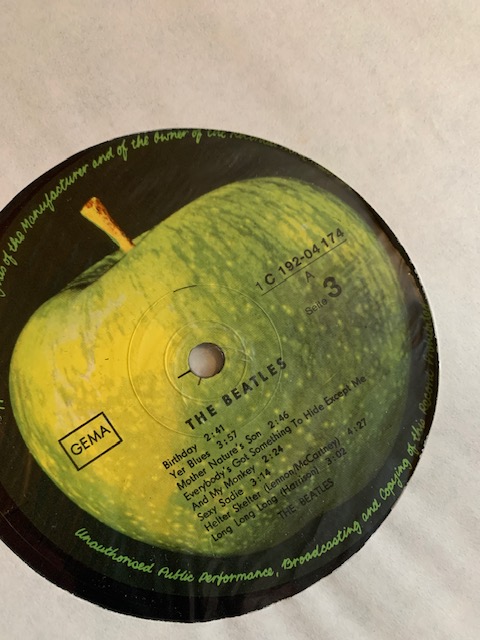 of the Manufacturer and of the Owner of the
1 C 192-04 174
A
Seite 3
THE BEATLES
GEMA
Birthday 2:41
Yer Blues 3:57
Mother Nature's Son 2:46
Everybody's Got Something To Hide Except Me
And My Monkey 2:24
Sexy Sadie 3:14
Helter Skelter (Lennon/McCartney) 4:27
Long Long Long (Harrison) 3:02
THE BEATLES
Unauthorised Public Performance, Broadcasting and Copying of the Record